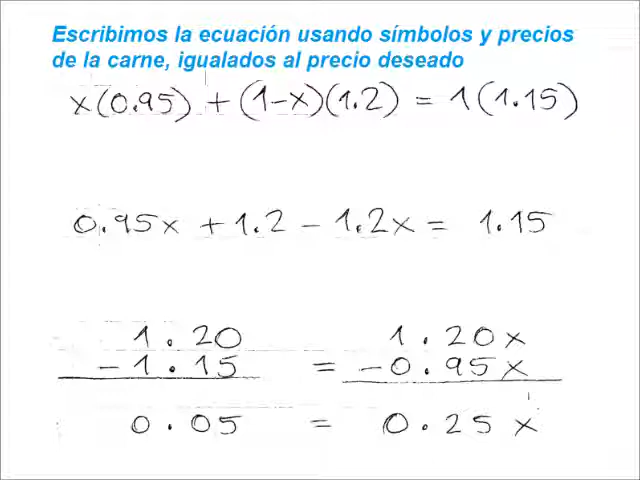 Escribimos la ecuación usando símbolos y precios
de la carne, igualados al precio deseado
x(0.95) + (1-x)(1.2) = 1(1.15)
0.95x + 1.2 - 1.2x = 1.15
1.20 1.20x
-1.15 = -0.95x
0.05 = 0.25x